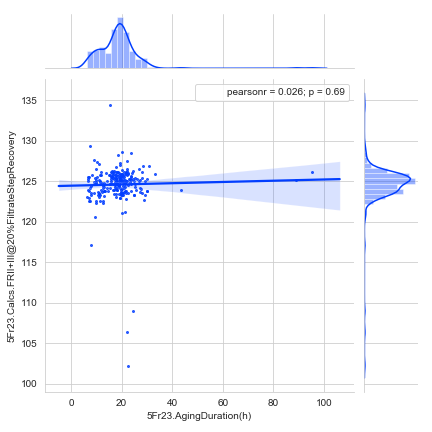 pearsonr = 0.026; p = 0.69
135
130
125
120
115
110
105
100
5Fr23.Calcs.FRII+III@20%FiltrateStepRecovery
0 20 40 60 80 100
5Fr23.AgingDuration(h)